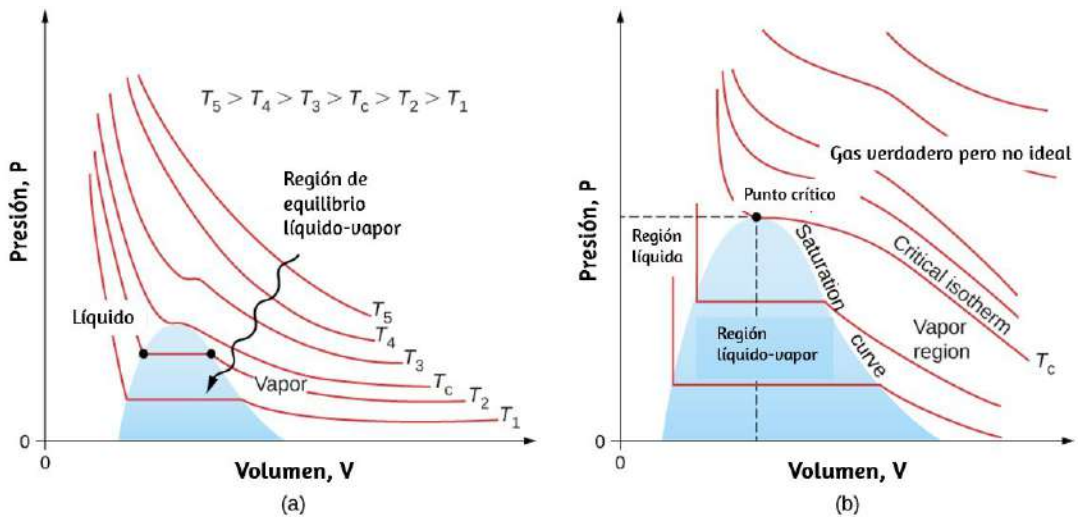 Presión, P
T5 > T4 > T3 > Tc > T2 > T1
Región de
equilibrio
líquido-vapor
Líquido
Vapor
T5
T4
T3
Tc
T2
T1
0
0
Volumen, V
(a)
Presión, P
Gas verdadero pero no ideal
Punto crítico
Región
líquida
Saturation
curve
Critical isotherm
Región
líquido-vapor
Vapor
region
Tc
0
0
Volumen, V
(b)